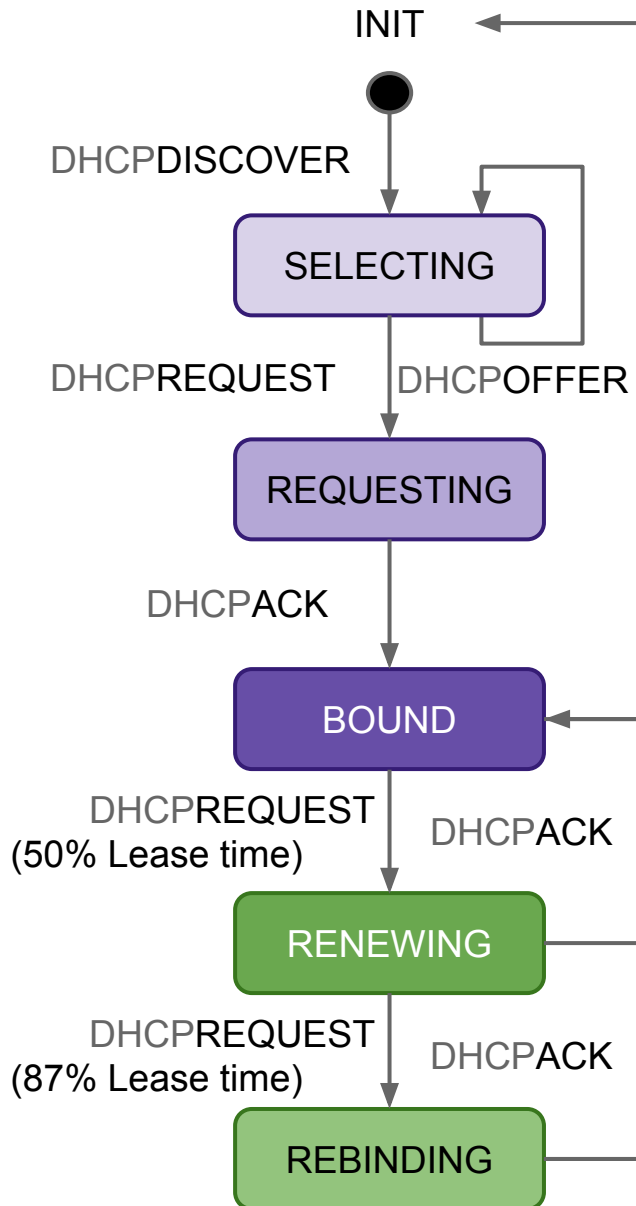 INIT
DHCPDISCOVER
SELECTING
DHCPREQUEST
DHCPOFFER
REQUESTING
DHCPACK
BOUND
DHCPREQUEST
(50% Lease time)
DHCPACK
RENEWING
DHCPREQUEST
(87% Lease time)
DHCPACK
REBINDING